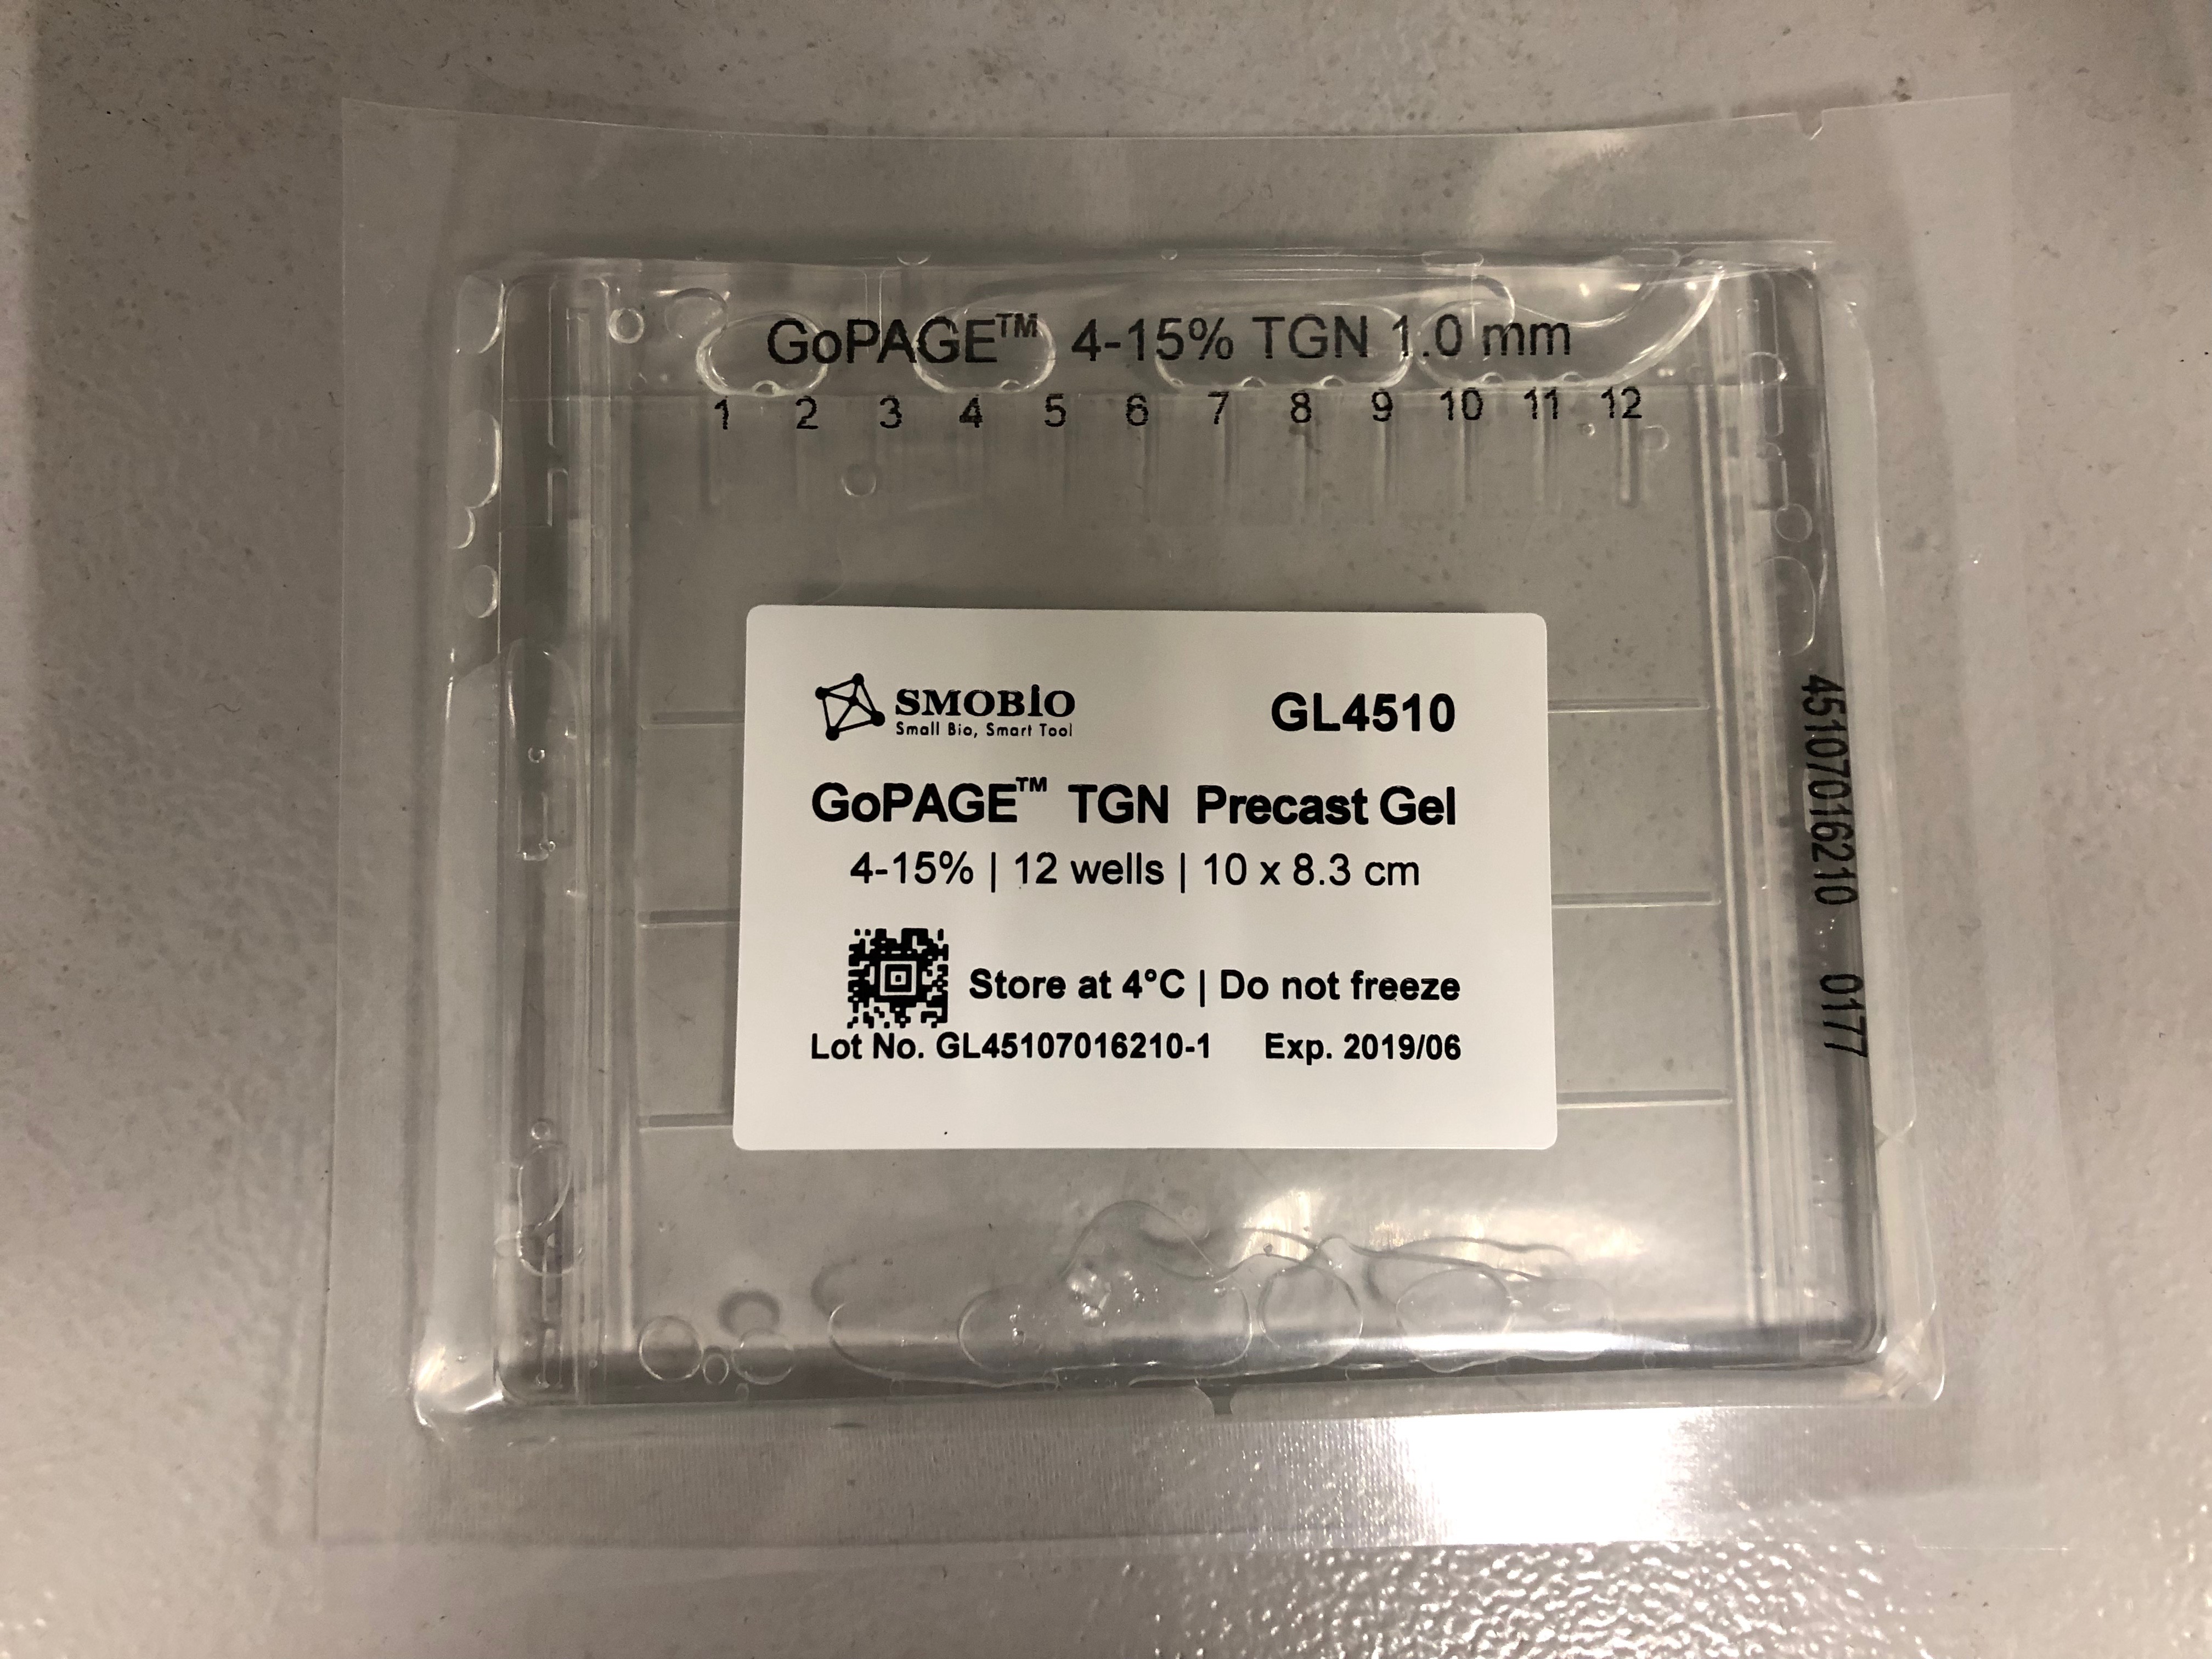 GoPAGE™ 4-15% TGN 1.0 mm
1 2 3 4 5 6 7 8 9 10 11 12
SMOBIO
Small Bio, Smart Tool
GL4510
GoPAGE™ TGN Precast Gel
4-15% | 12 wells | 10 x 8.3 cm
Store at 4°C | Do not freeze
Lot No. GL45107016210-1 Exp. 2019/06
45107016210 0177